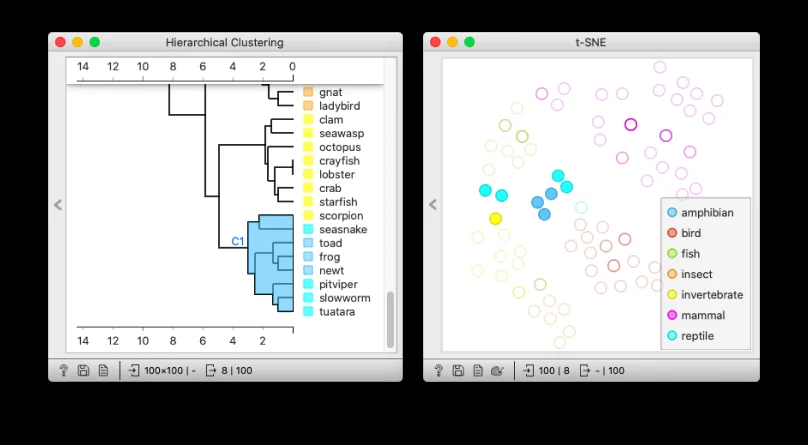 Hierarchical Clustering
14 12 10 8 6 4 2 0
gnat
ladybird
clam
seawasp
octopus
crayfish
lobster
crab
starfish
scorpion
seasnake
C1
toad
frog
newt
pitviper
slowworm
tuatara
14 12 10 8 6 4 2
? 100×100 | - 8 | 100
t-SNE
amphibian
bird
fish
insect
invertebrate
mammal
reptile
? 100 | 8 - | 100